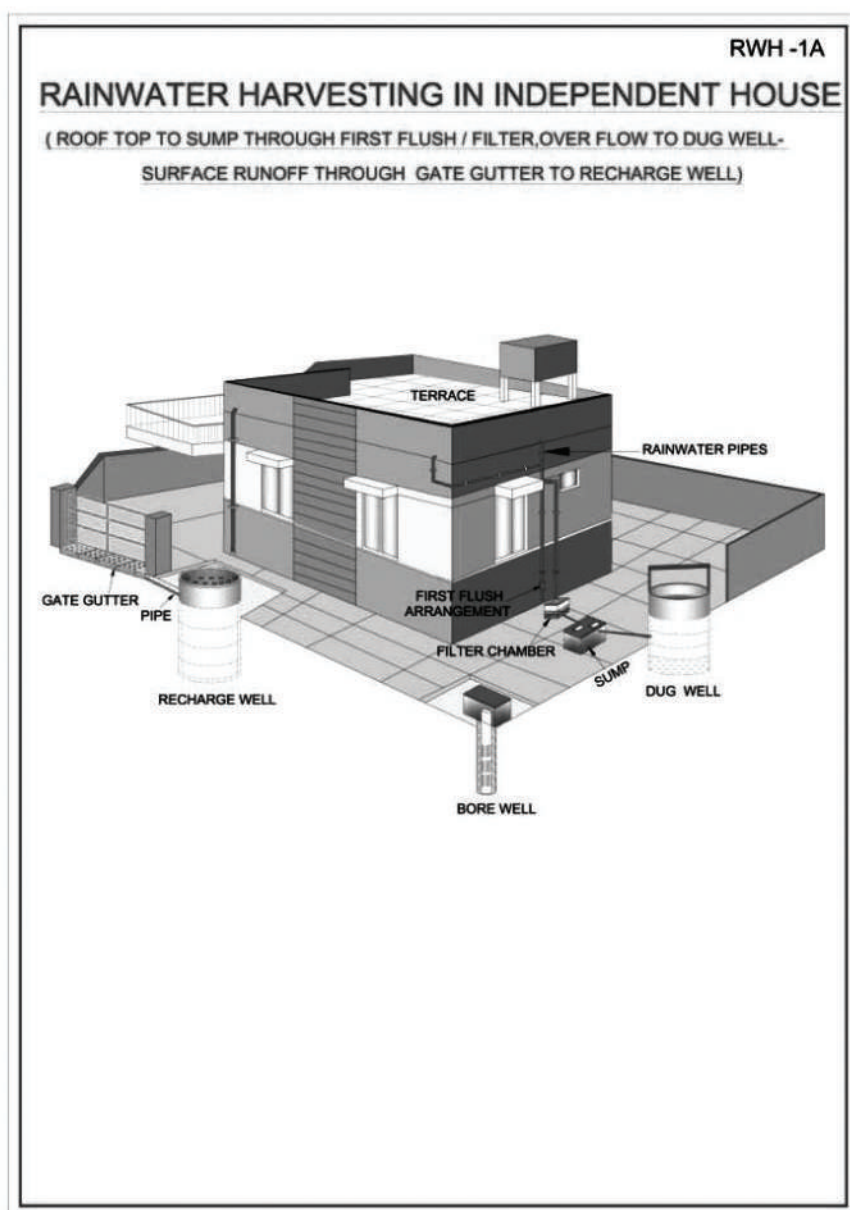 RWH -1A
RAINWATER HARVESTING IN INDEPENDENT HOUSE
( ROOF TOP TO SUMP THROUGH FIRST FLUSH / FILTER,OVER FLOW TO DUG WELL-
SURFACE RUNOFF THROUGH GATE GUTTER TO RECHARGE WELL)
TERRACE
RAINWATER PIPES
GATE GUTTER
PIPE
FIRST FLUSH
ARRANGEMENT
FILTER CHAMBER
SUMP
DUG WELL
RECHARGE WELL
BORE WELL